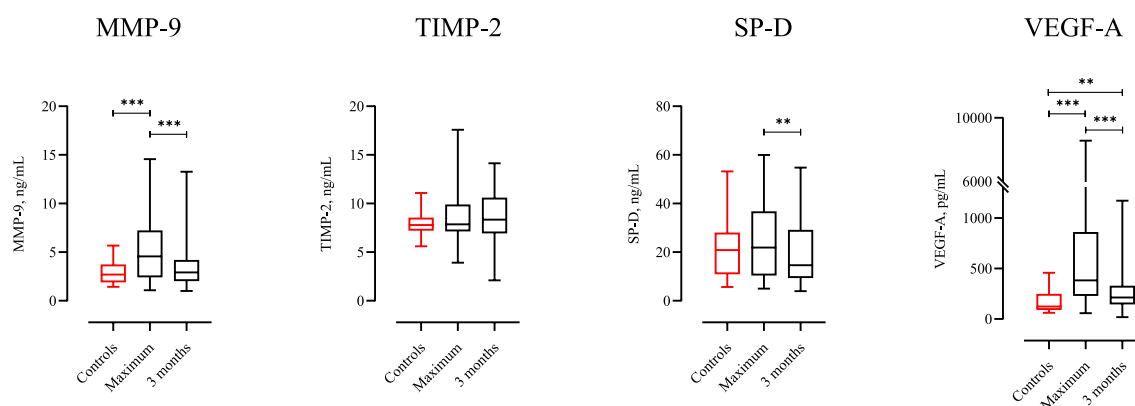 MMP-9
TIMP-2
SP-D
VEGF-A
MMP-9, ng/mL
20
15
10
5
0
***
***
Controls
Maximum
3 months
TIMP-2, ng/mL
20
15
10
5
0
Controls
Maximum
3 months
SP-D, ng/mL
80
60
40
20
0
**
Controls
Maximum
3 months
VEGF-A, pg/mL
10000
6000
1000
500
0
**
***
***
Controls
Maximum
3 months